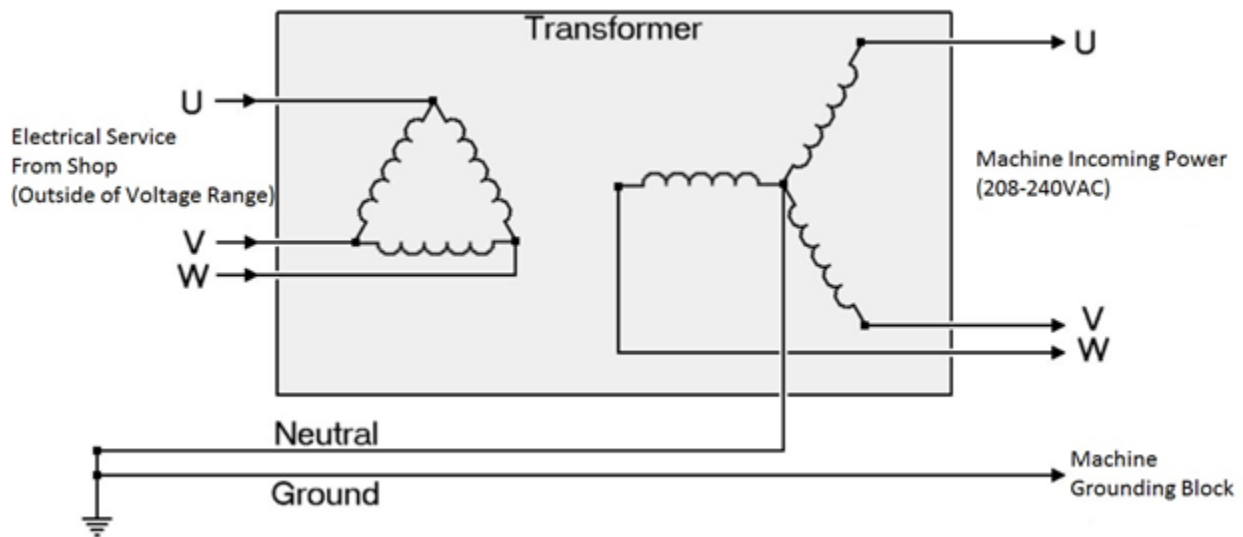 Transformer
U
U
Electrical Service
From Shop
(Outside of Voltage Range)
Machine Incoming Power
(208-240VAC)
V
W
V
W
Neutral
Ground
Machine
Grounding Block